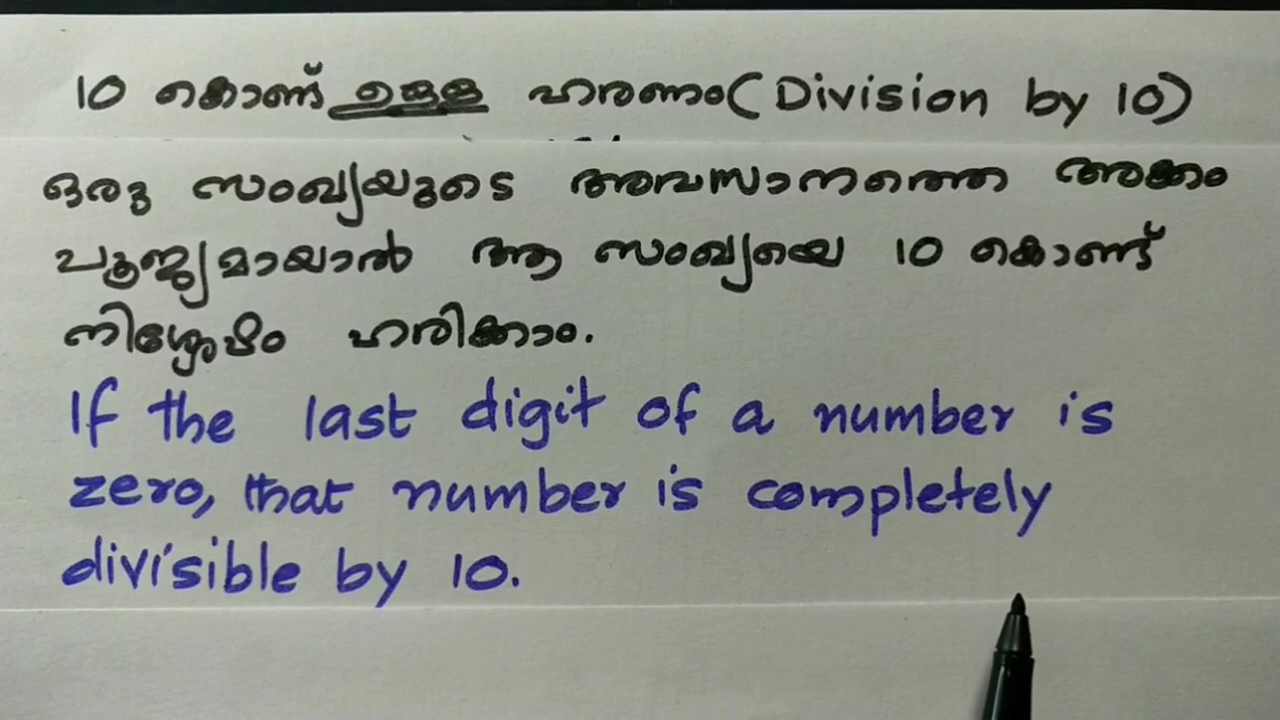 10 കൊണ്ട് ഉള്ള ഹരണം(Division by 10)
ഒരു സംഖ്യയുടെ അവസാനത്തെ അക്കം
പൂജ്യമായാൽ ആ സംഖ്യയെ 10 കൊണ്ട്
നിശ്ശേഷം ഹരിക്കാം.
If the last digit of a number is
zero, that number is completely
divisible by 10.